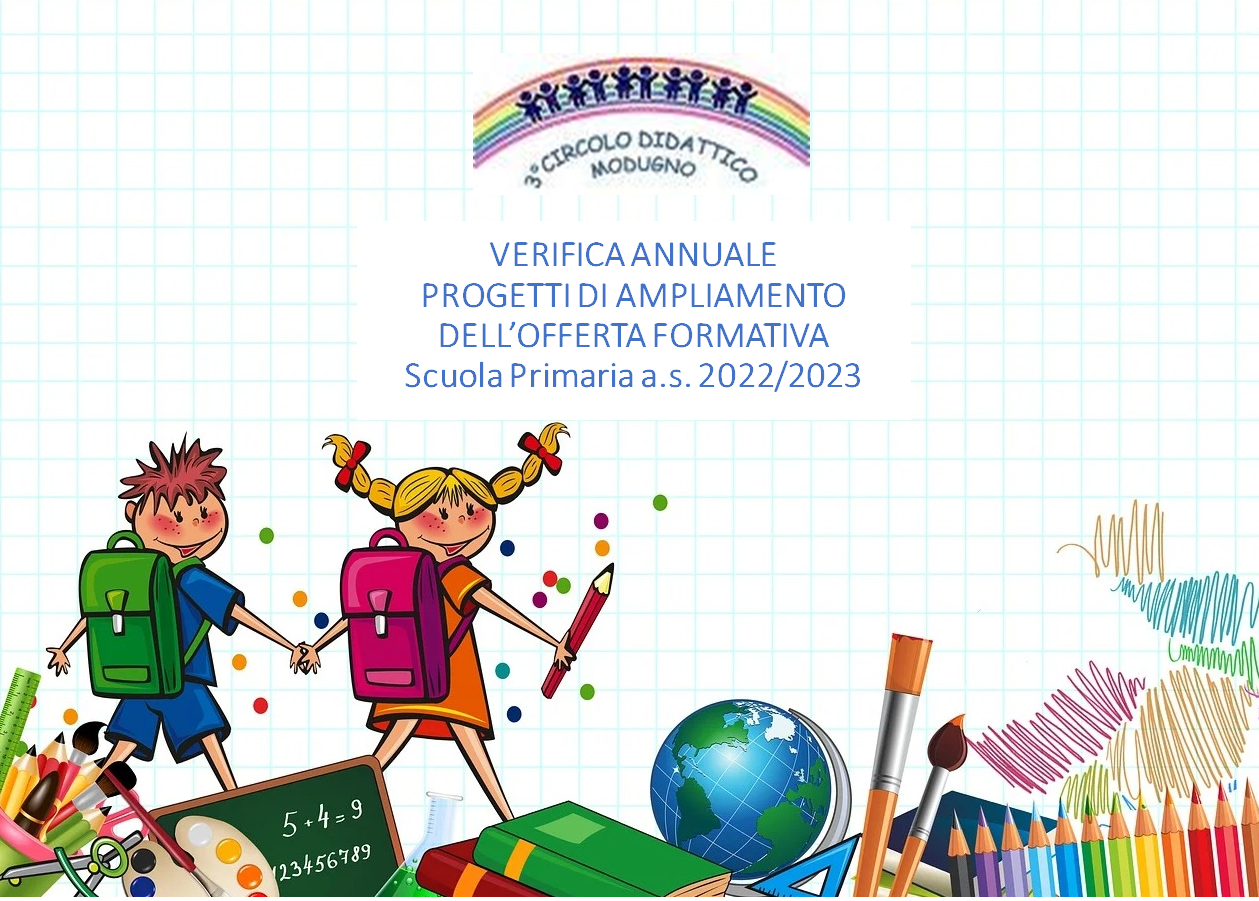 3° CIRCOLO DIDATTICO
MODUGNO
VERIFICA ANNUALE
PROGETTI DI AMPLIAMENTO
DELL’OFFERTA FORMATIVA
Scuola Primaria a.s. 2022/2023
5+4=9
123456789